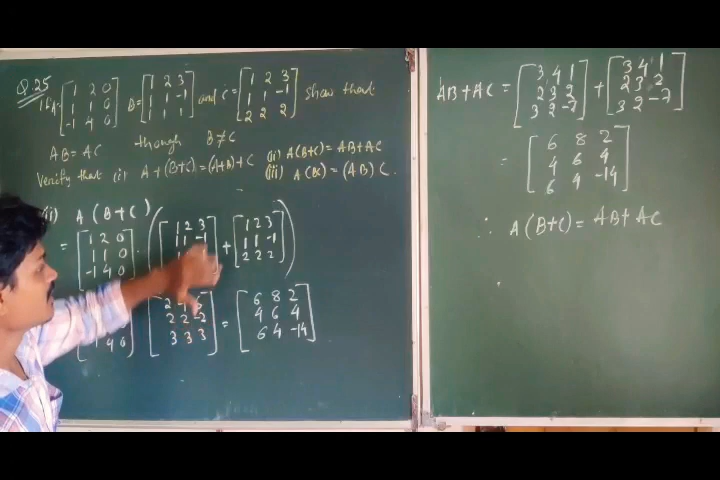 Q.25
If A = [1 2 0 B = [1 2 3 and C = [1 2 3 show that
1 1 0 1 1 -1 1 1 -1
-1 4 0] 1 1 1] 2 2 2]
AB = AC though B ≠ C
Verify that (i) A + (B+C) = (A+B) + C (ii) A (B+C) = AB + AC
(iii) A (BC) = (AB) C.
(ii) A (B+C)
= [1 2 0 · ([1 2 3 + [1 2 3
1 1 0 1 1 -1 1 1 -1
-1 4 0] 2 2 2])
[2 4 6 = [6 8 2
2 2 -2 4 6 4
4 0] 3 3 3] 6 4 -14]
AB + AC = [3 4 1 + [3 4 1
2 3 2 2 3 2
3 2 -7] 3 2 -7]
= [6 8 2
4 6 4
6 4 -14]
∴ A (B+C) = AB + AC